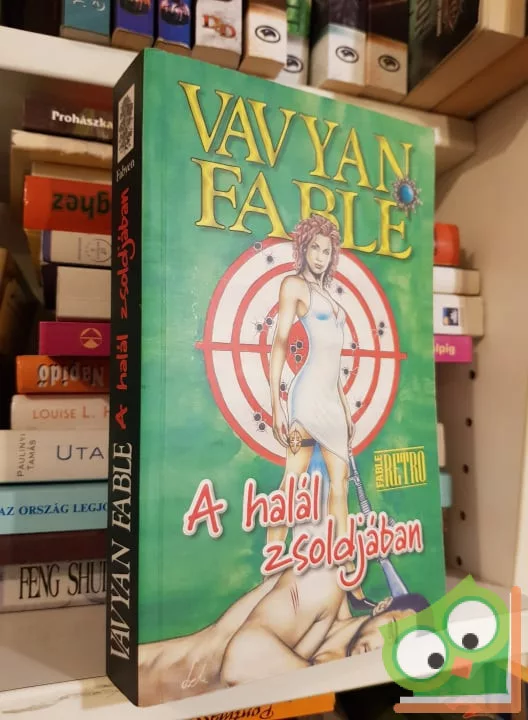 VAVYAN
FABLE
FABLE
RETRO
A halál
zsoldjában
Fabyen
A halál zsoldjában
VAVYAN FABLE
Prohászka
Napidő
LOUISE L.
PAULINYI
TAMÁS
UTA
AZ ORSZÁG
FENG SHUI